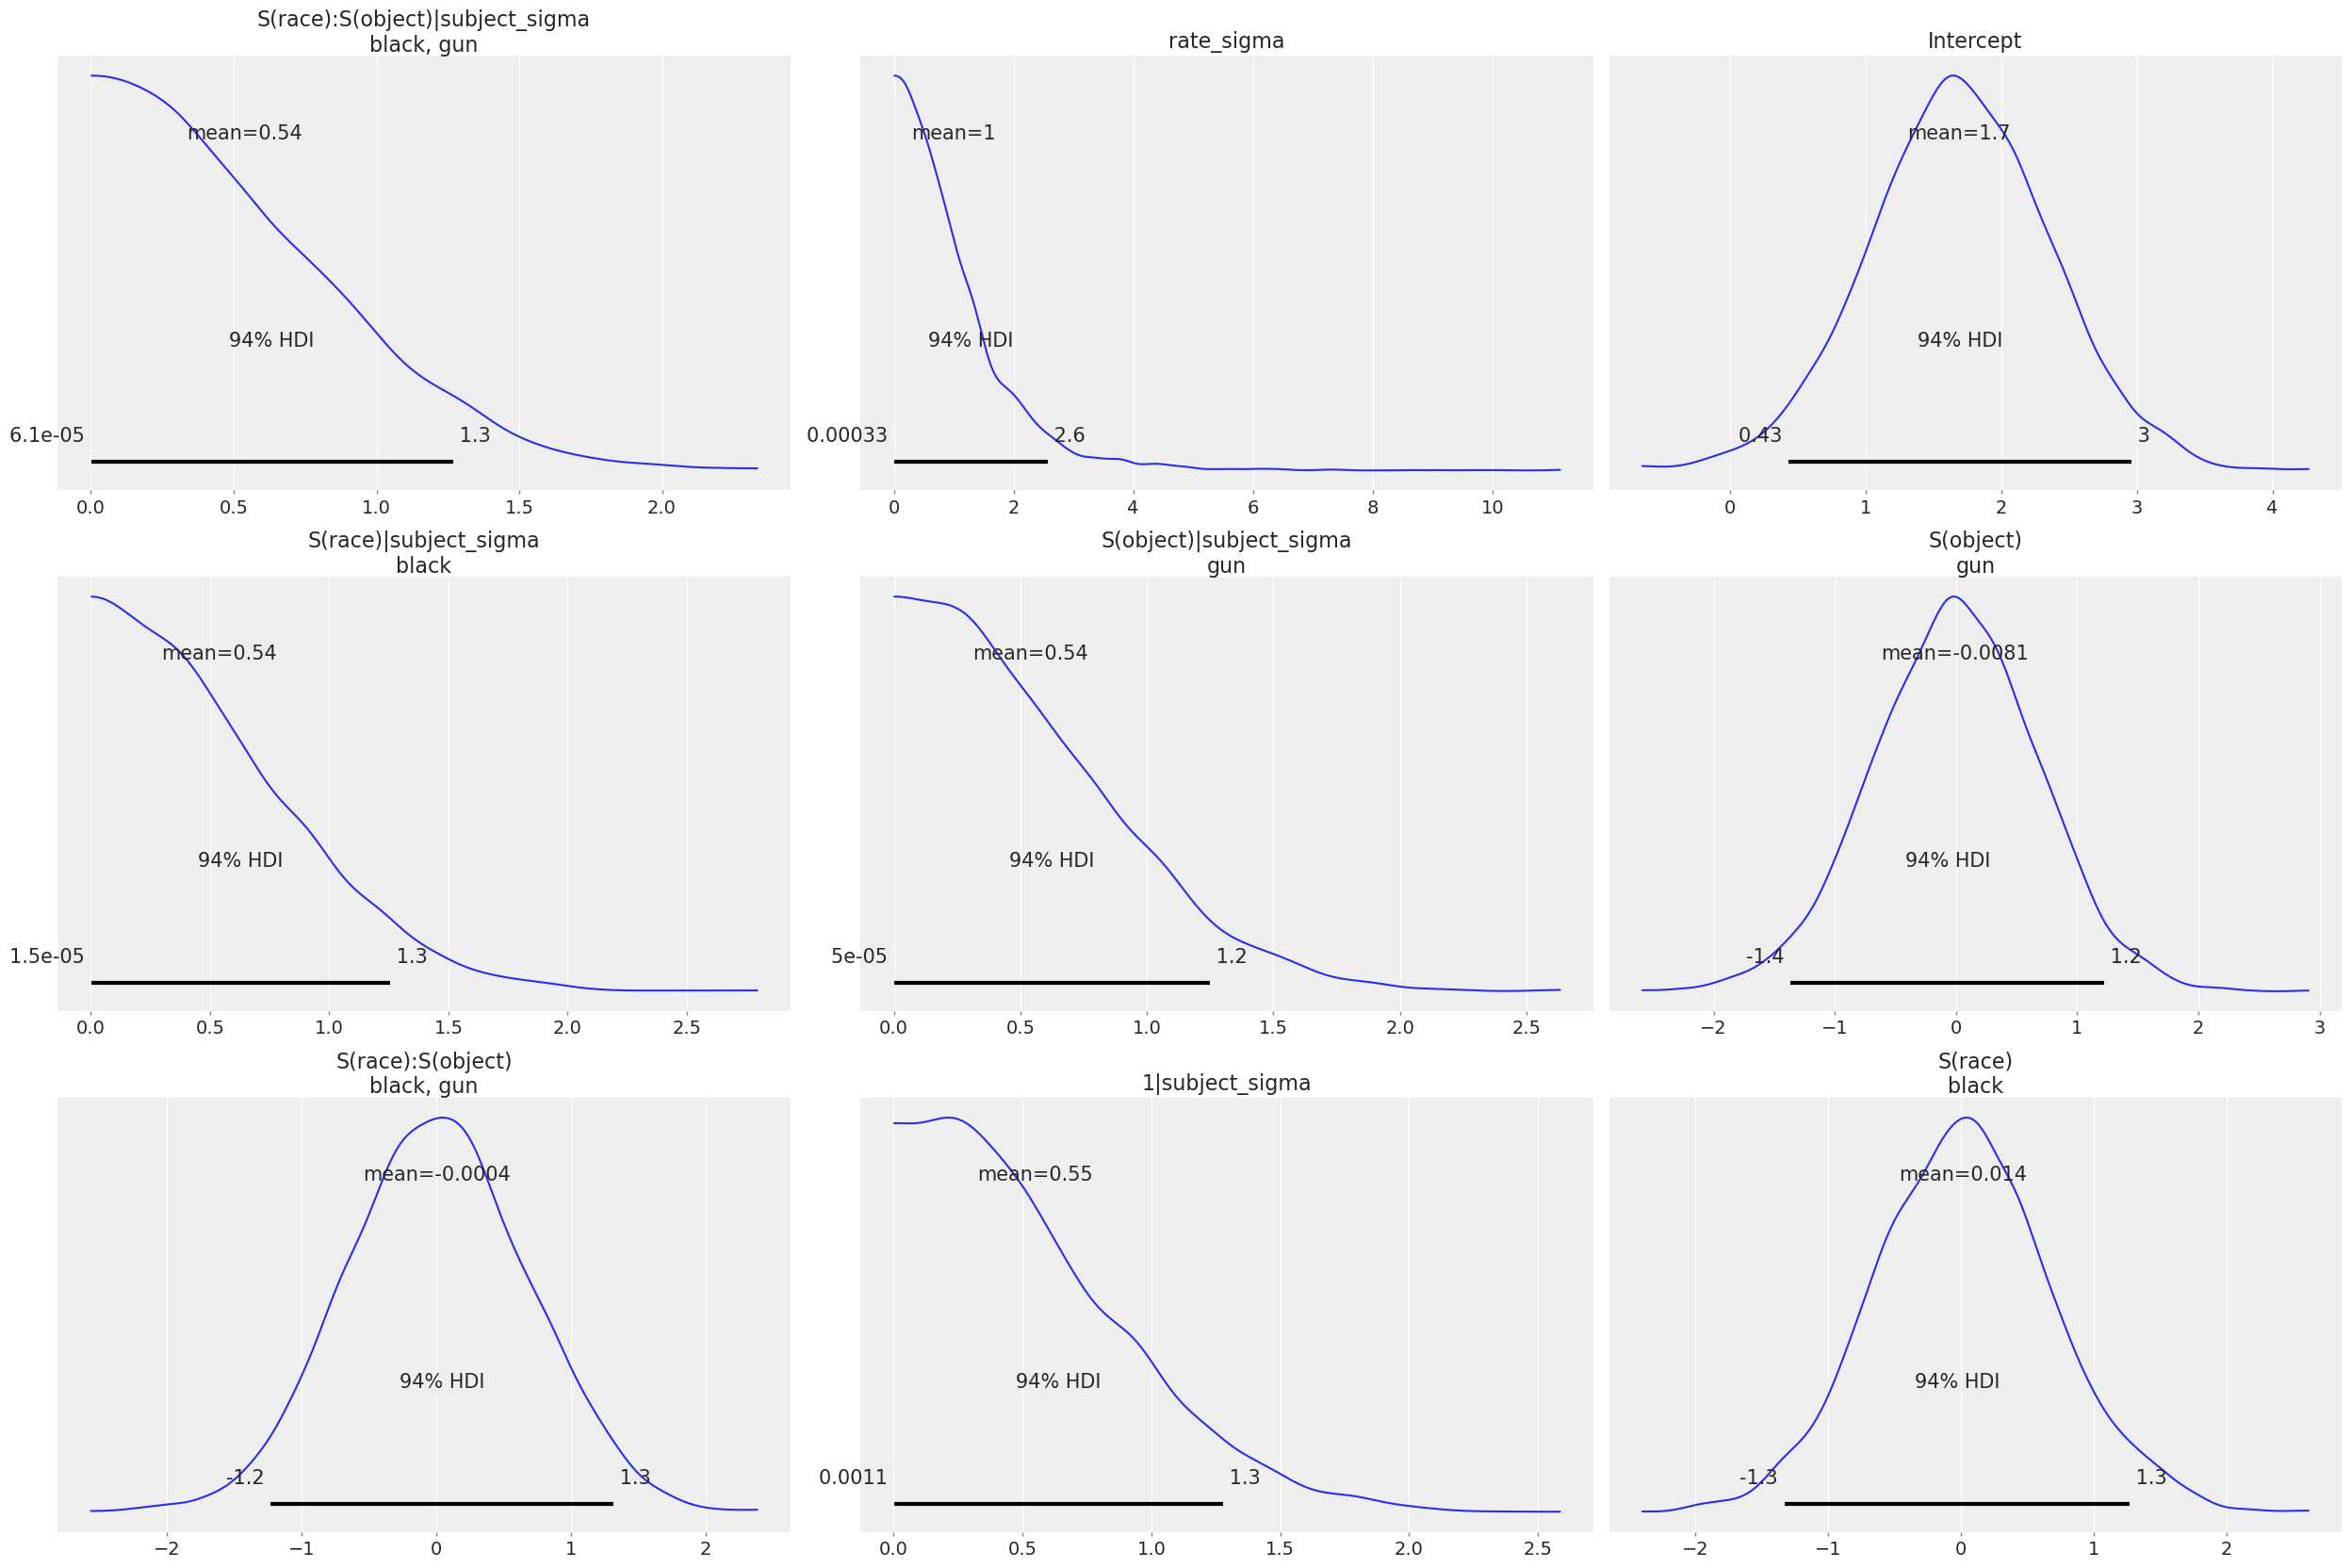 S(race):S(object)|subject_sigma
black, gun
mean=0.54
94% HDI
6.1e-05
1.3
0.0
0.5
1.0
1.5
2.0
rate_sigma
mean=1
94% HDI
0.00033
2.6
0
2
4
6
8
10
Intercept
mean=1.7
94% HDI
0.43
3
0
1
2
3
4
S(race)|subject_sigma
black
mean=0.54
94% HDI
1.5e-05
1.3
0.0
0.5
1.0
1.5
2.0
2.5
S(object)|subject_sigma
gun
mean=0.54
94% HDI
5e-05
1.2
0.0
0.5
1.0
1.5
2.0
2.5
S(object)
gun
mean=-0.0081
94% HDI
-1.4
1.2
−2
−1
0
1
2
3
S(race):S(object)
black, gun
mean=-0.0004
94% HDI
-1.2
1.3
−2
−1
0
1
2
1|subject_sigma
mean=0.55
94% HDI
0.0011
1.3
0.0
0.5
1.0
1.5
2.0
2.5
S(race)
black
mean=0.014
94% HDI
-1.3
1.3
−2
−1
0
1
2